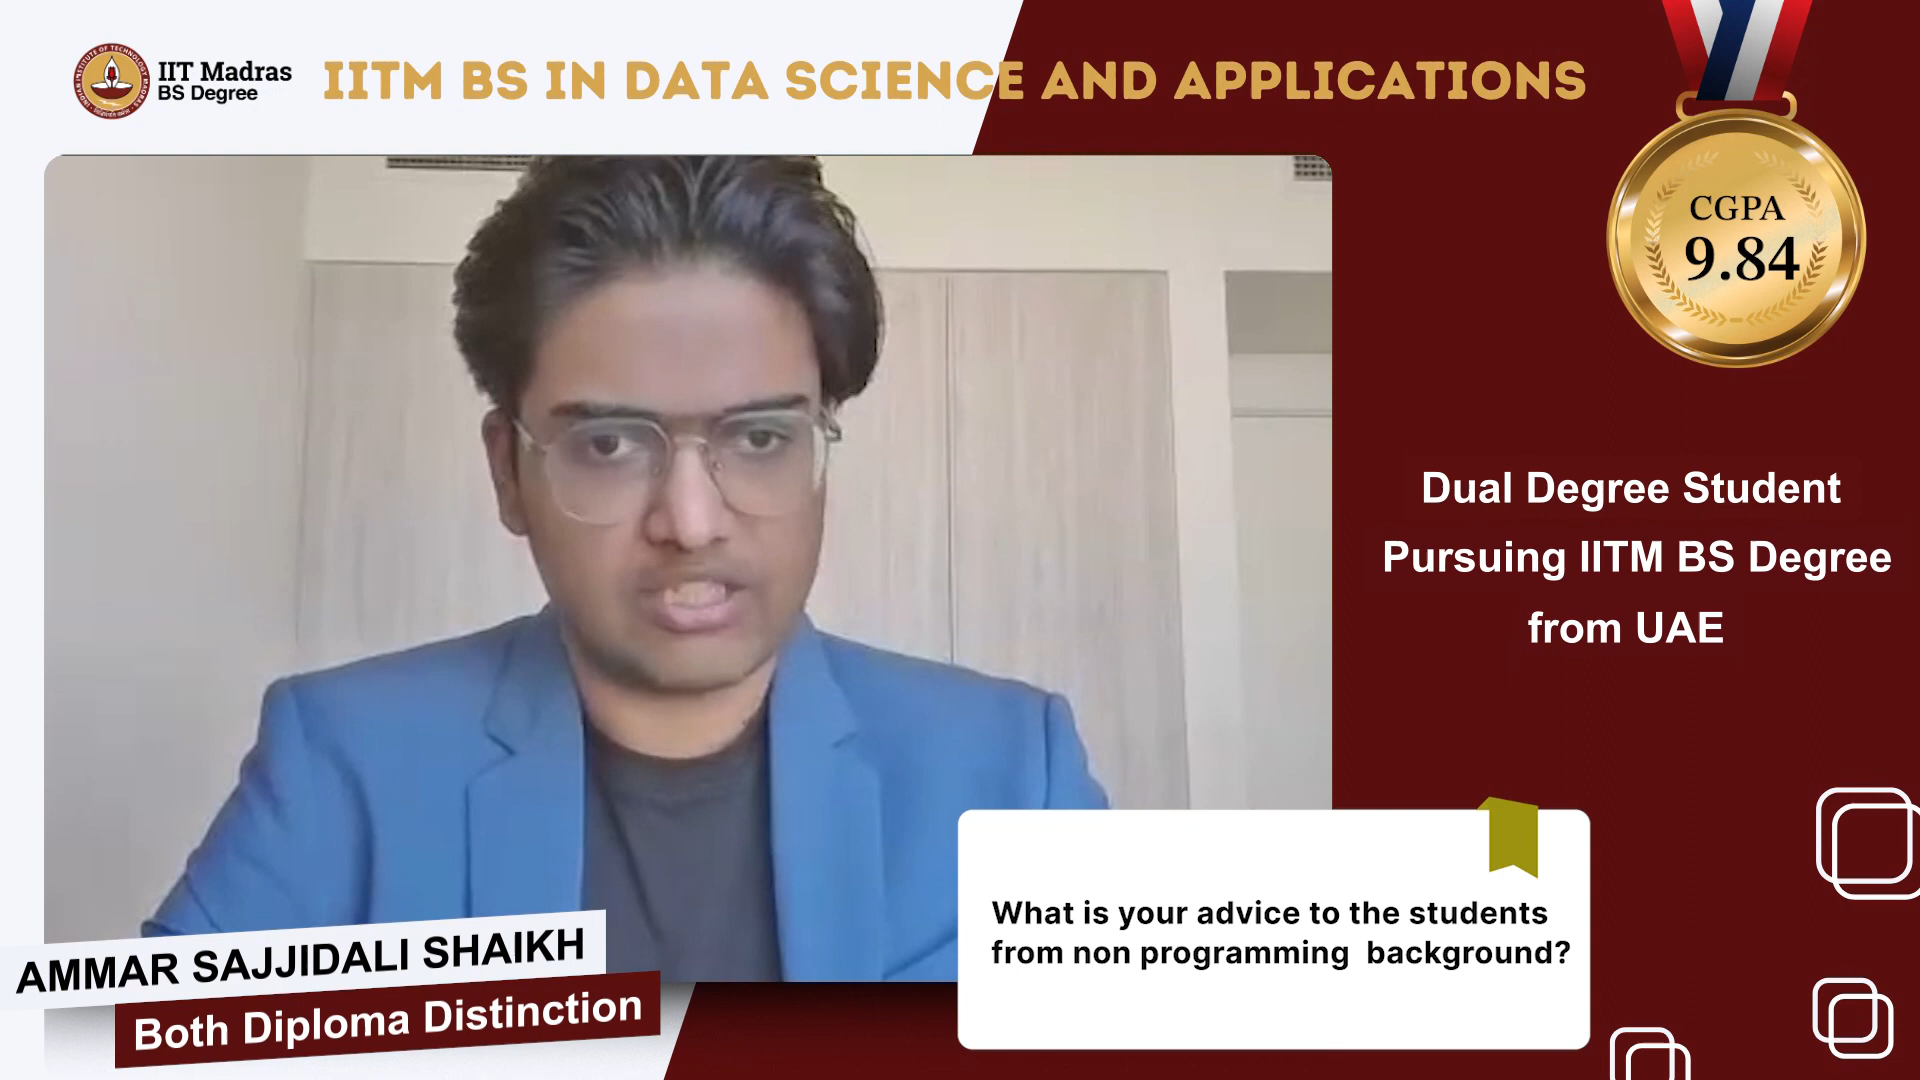 IIT Madras
BS Degree
IITM BS IN DATA SCIENCE AND APPLICATIONS
CGPA
9.84
Dual Degree Student
Pursuing IITM BS Degree
from UAE
What is your advice to the students
from non programming  background?
AMMAR SAJJIDALI SHAIKH
Both Diploma Distinction